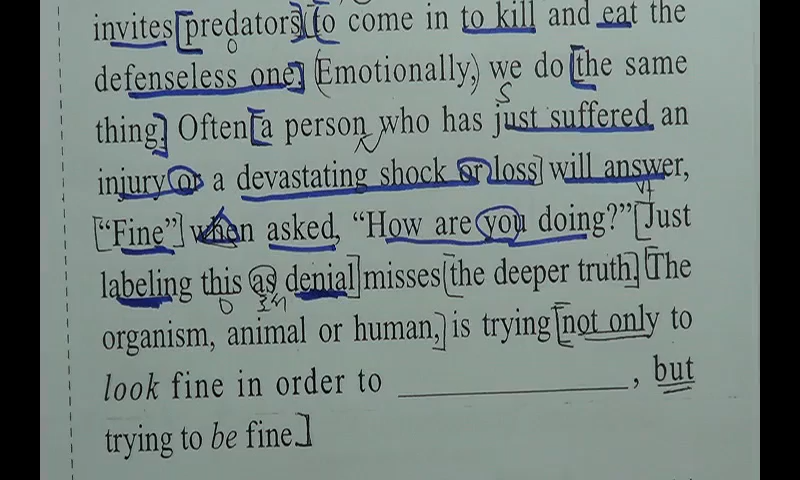 invites predators to come in to kill and eat the
defenseless one. Emotionally, we do the same
thing. Often a person who has just suffered an
injury or a devastating shock or loss will answer,
“Fine” when asked, “How are you doing?” Just
labeling this as denial misses the deeper truth. The
organism, animal or human, is trying not only to
look fine in order to ____________________, but
trying to be fine.